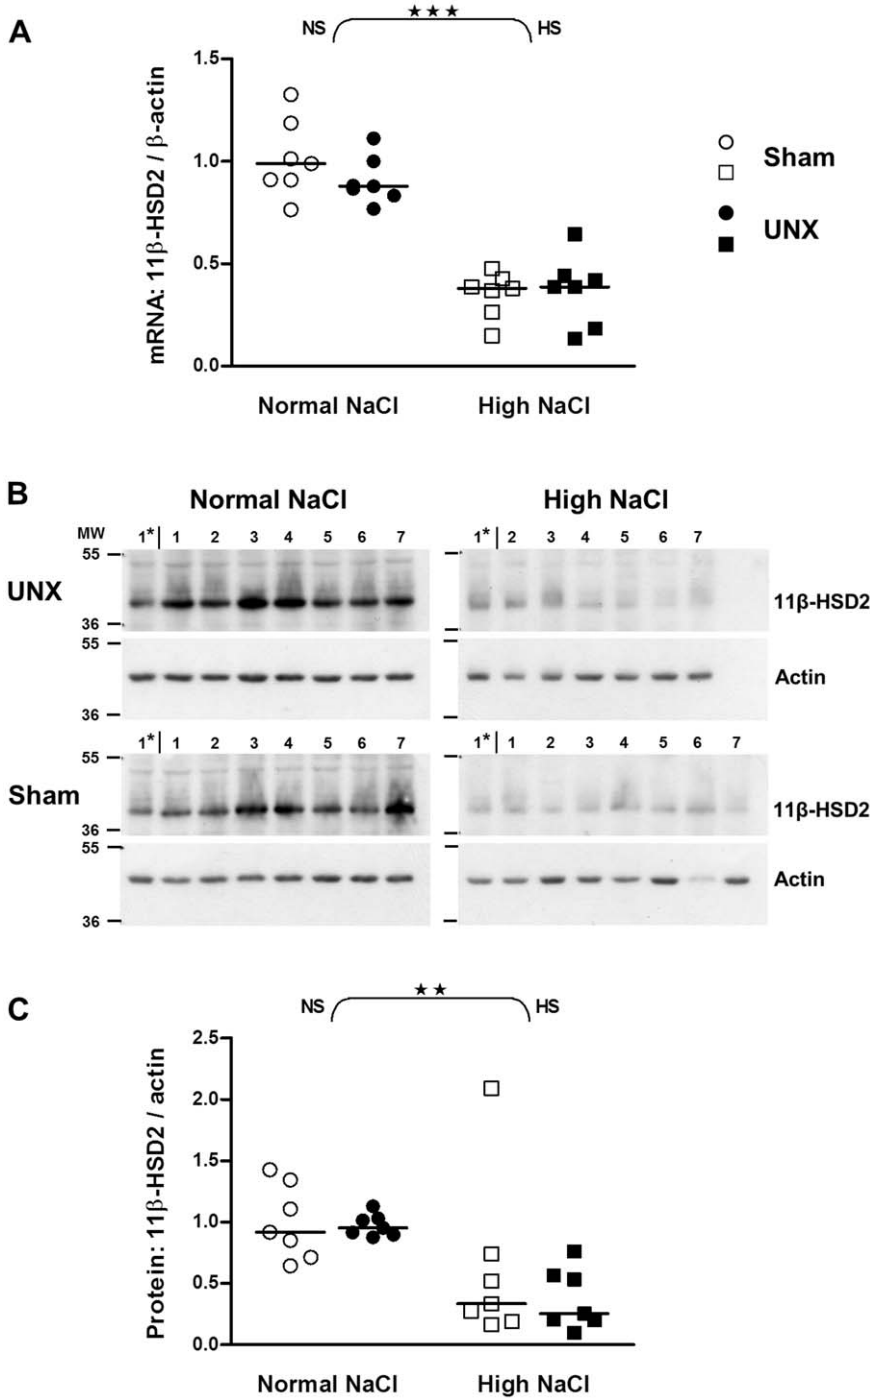 A
NS ★★★ HS
mRNA: 11β-HSD2 / β-actin
1.5
1.0
0.5
0.0
Normal NaCl High NaCl
Sham
UNX
B
Normal NaCl High NaCl
MW 1* 1 2 3 4 5 6 7 1* 2 3 4 5 6 7
55
UNX 11β-HSD2
36
55
Actin
36
1* 1 2 3 4 5 6 7 1* 1 2 3 4 5 6 7
55
Sham 11β-HSD2
36
55
Actin
36
C
NS ★★ HS
Protein: 11β-HSD2 / actin
2.5
2.0
1.5
1.0
0.5
0.0
Normal NaCl High NaCl